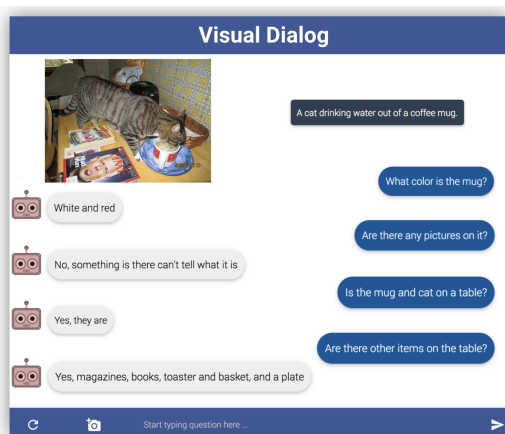 Visual Dialog
A cat drinking water out of a coffee mug.
What color is the mug?
White and red
Are there any pictures on it?
No, something is there can't tell what it is
Is the mug and cat on a table?
Yes, they are
Are there other items on the table?
Yes, magazines, books, toaster and basket, and a plate
Start typing question here ...